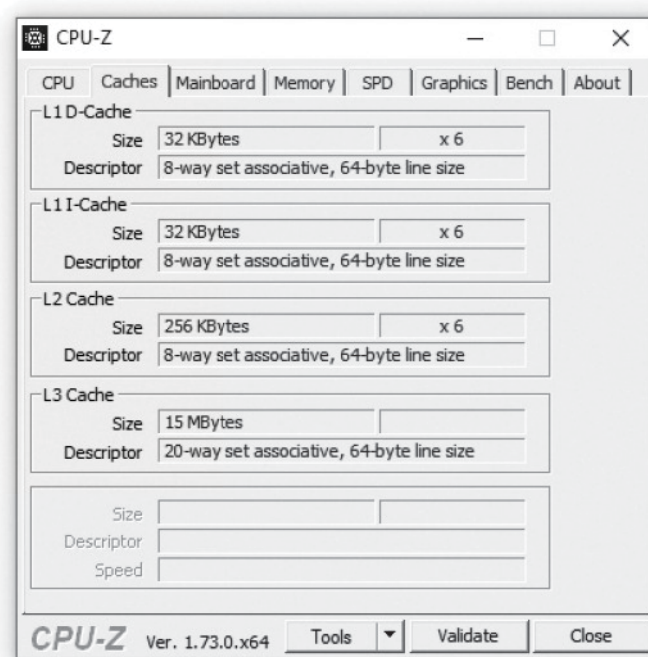 CPU-Z
CPU Caches Mainboard Memory SPD Graphics Bench About
L1 D-Cache
Size 32 KBytes x 6
Descriptor 8-way set associative, 64-byte line size
L1 I-Cache
Size 32 KBytes x 6
Descriptor 8-way set associative, 64-byte line size
L2 Cache
Size 256 KBytes x 6
Descriptor 8-way set associative, 64-byte line size
L3 Cache
Size 15 MBytes
Descriptor 20-way set associative, 64-byte line size
Size
Descriptor
Speed
CPU-Z Ver. 1.73.0.x64 Tools Validate Close